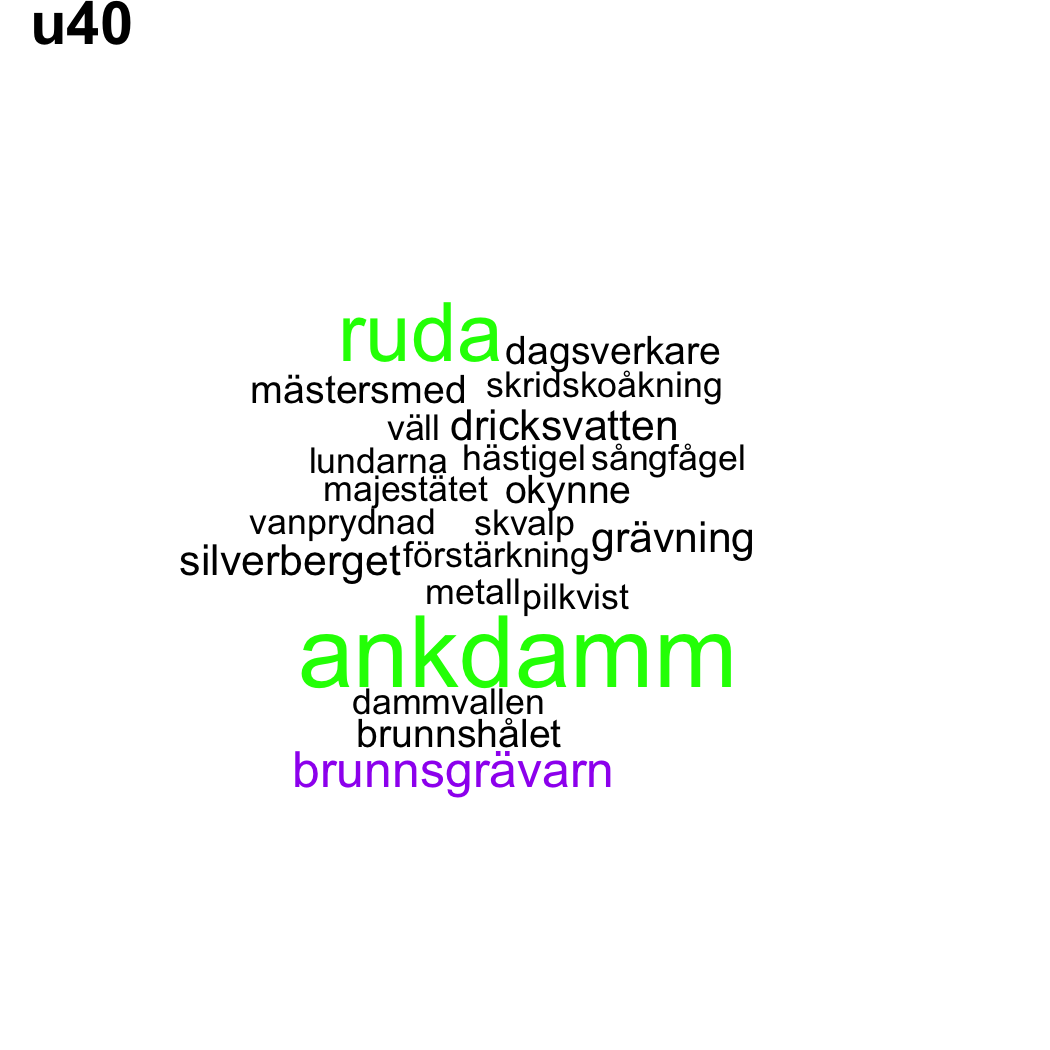 u40
ruda dagsverkare
mästersmed skridskoåkning
väll dricksvatten
lundarna hästigel sångfågel
majestätet okynne
vanprydnad skvalp grävning
silverberget förstärkning
metall pilkvist
ankdamm
dammvallen
brunnshålet
brunnsgrävarn